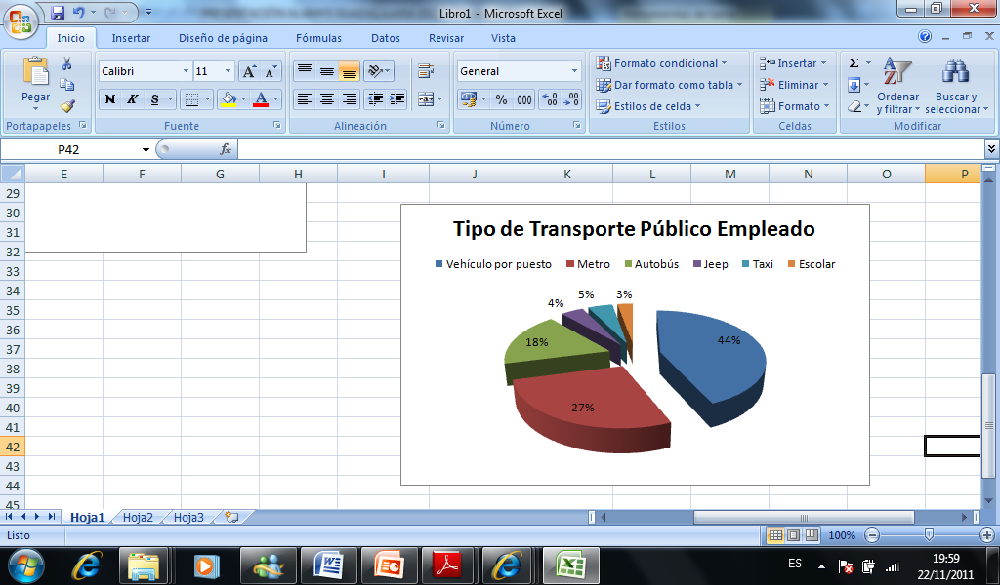 Libro1 - Microsoft Excel
Inicio Insertar Diseño de página Fórmulas Datos Revisar Vista
Pegar
Portapapeles
Calibri 11
N K S
Fuente
Alineación
General
% 000
Número
Formato condicional
Dar formato como tabla
Estilos de celda
Estilos
Insertar
Eliminar
Formato
Celdas
Σ
Ordenar
y filtrar
Buscar y
seleccionar
Modificar
P42 fx
E F G H I J K L M N O P
29
30
31
32
33
34
35
36
37
38
39
40
41
42
43
44
45
Tipo de Transporte Público Empleado
Vehículo por puesto Metro Autobús Jeep Taxi Escolar
4% 5% 3%
18% 44%
27%
Hoja1 Hoja2 Hoja3
Listo 100%
ES 19:59
22/11/2011